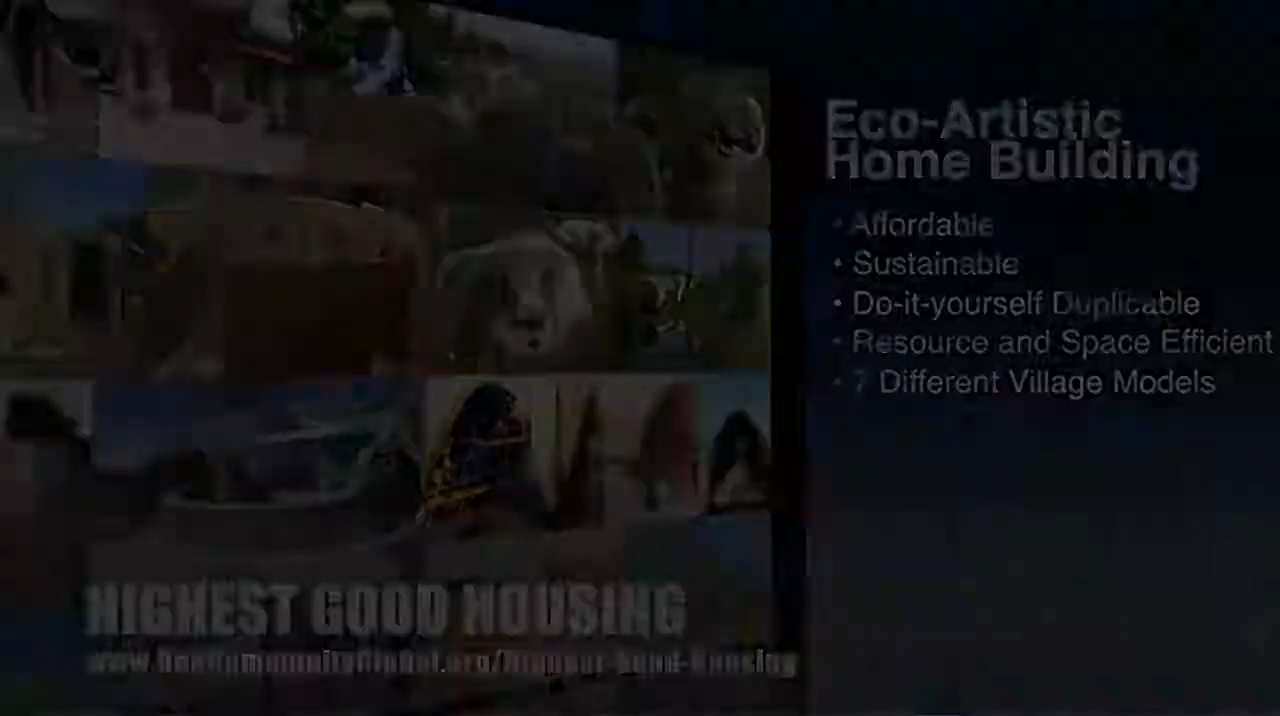 Eco-Artistic
Home Building
• Affordable
• Sustainable
• Do-it-yourself Duplicable
• Resource and Space Efficient
• 7 Different Village Models
HIGHEST GOOD HOUSING